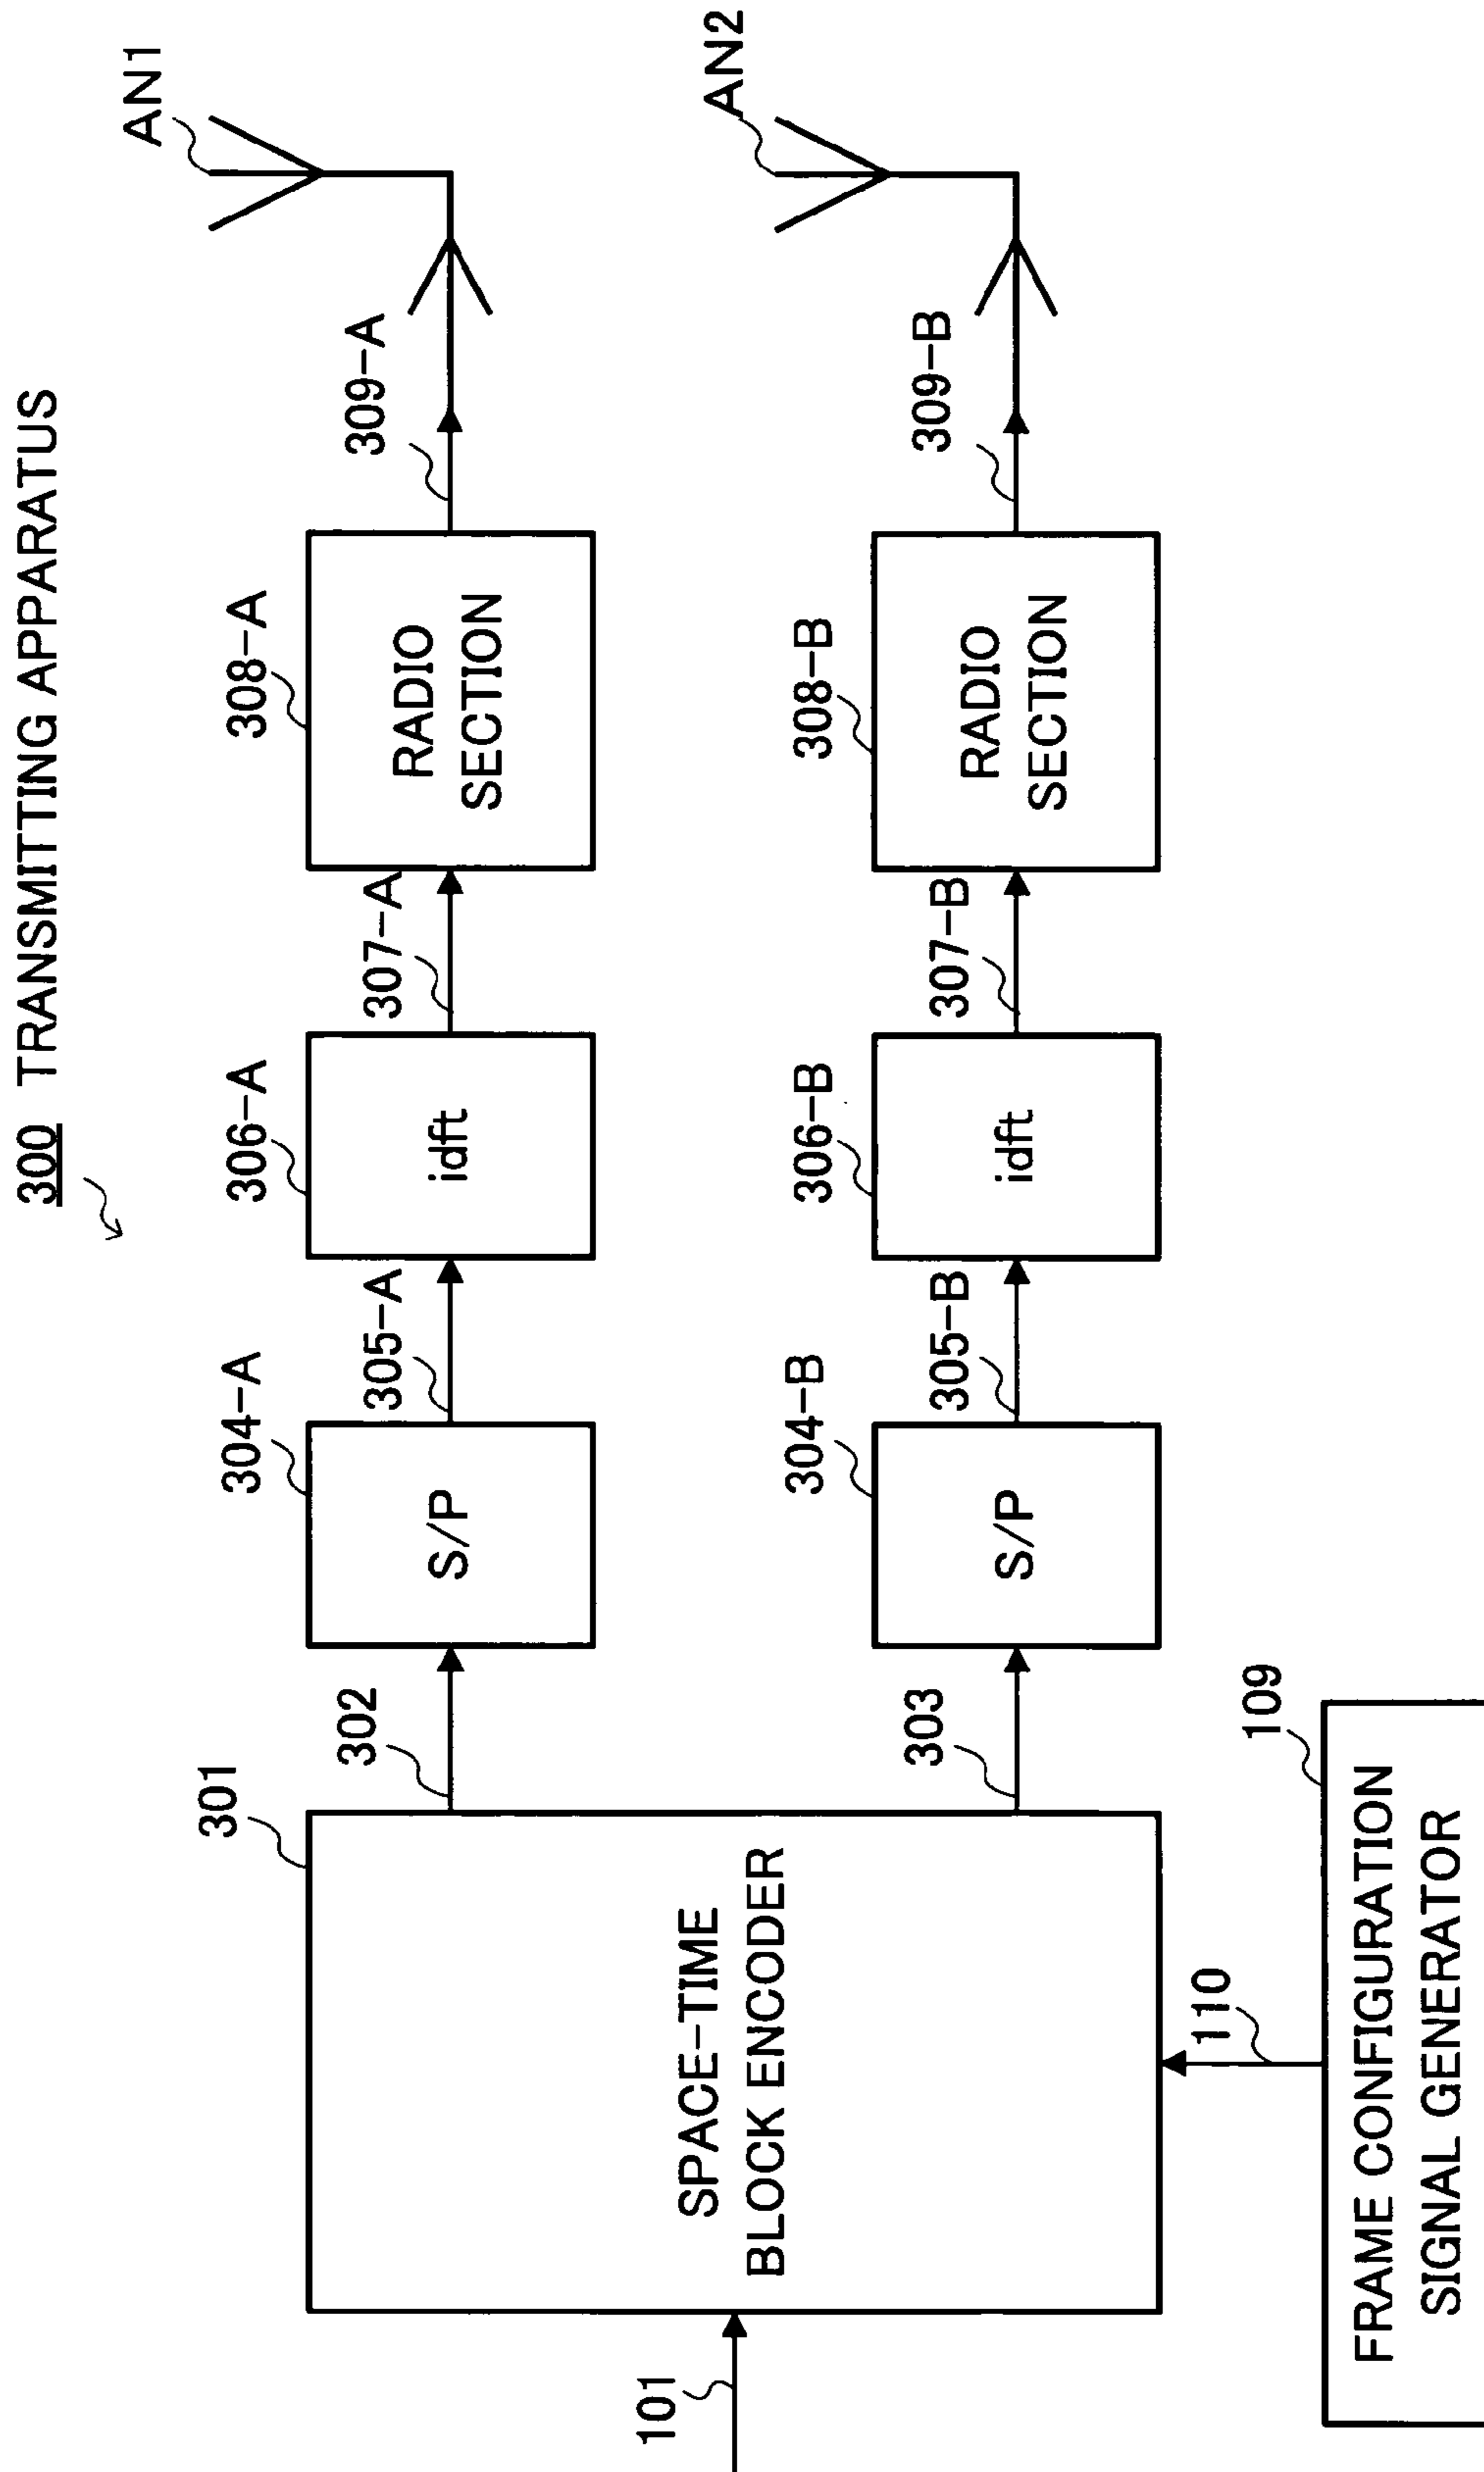 300 TRANSMITTING APPARATUS
AN1
309-A
308-A
RADIO
SECTION
307-A
306-A
idft
305-A
304-A
S/P
302
301
SPACE-TIME
BLOCK ENCODER
101
AN2
309-B
308-B
RADIO
SECTION
307-B
306-B
idft
305-B
304-B
S/P
303
110
109
FRAME CONFIGURATION
SIGNAL GENERATOR